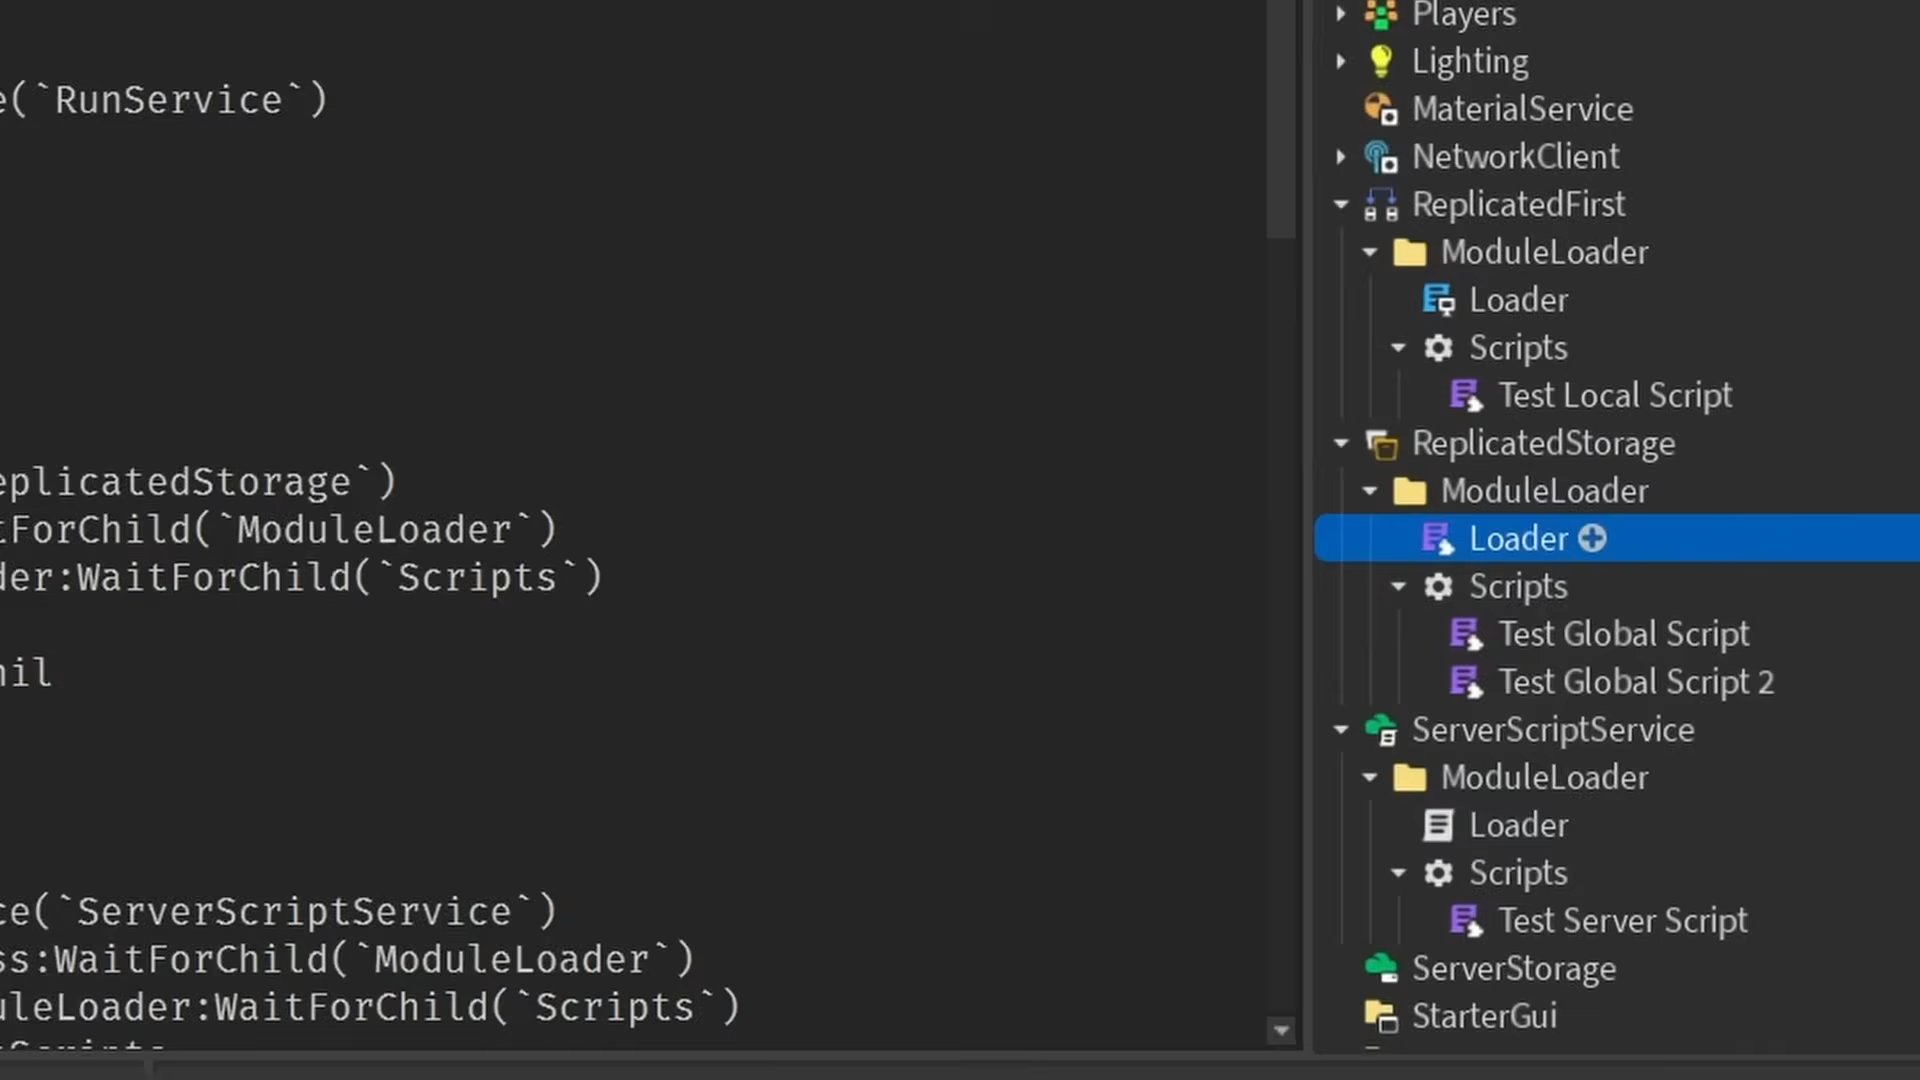 e(`RunService`)
eplicatedStorage`)
tForChild(`ModuleLoader`)
der:WaitForChild(`Scripts`)
nil
ce(`ServerScriptService`)
ss:WaitForChild(`ModuleLoader`)
uleLoader:WaitForChild(`Scripts`)
Players
Lighting
MaterialService
NetworkClient
ReplicatedFirst
ModuleLoader
Loader
Scripts
Test Local Script
ReplicatedStorage
ModuleLoader
Loader
Scripts
Test Global Script
Test Global Script 2
ServerScriptService
ModuleLoader
Loader
Scripts
Test Server Script
ServerStorage
StarterGui